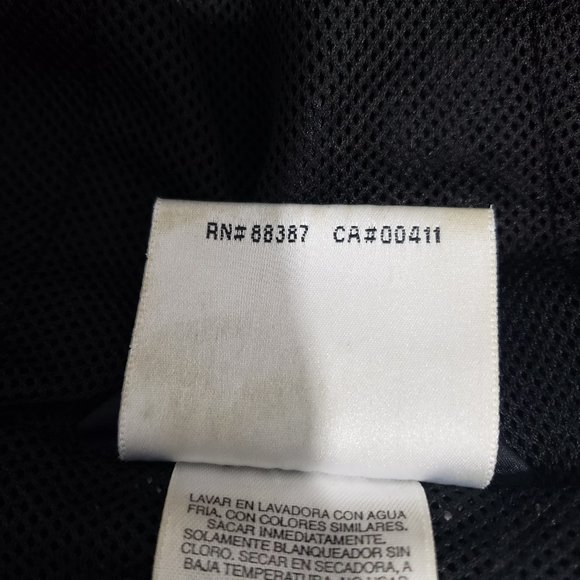 RN#88387 CA#00411
LAVAR EN LAVADORA CON AGUA
FRIA. CON COLORES SIMILARES.
SACAR INMEDIATAMENTE.
SOLAMENTE BLANQUEADOR SIN
CLORO. SECAR EN SECADORA, A
BAJA TEMPERATURA